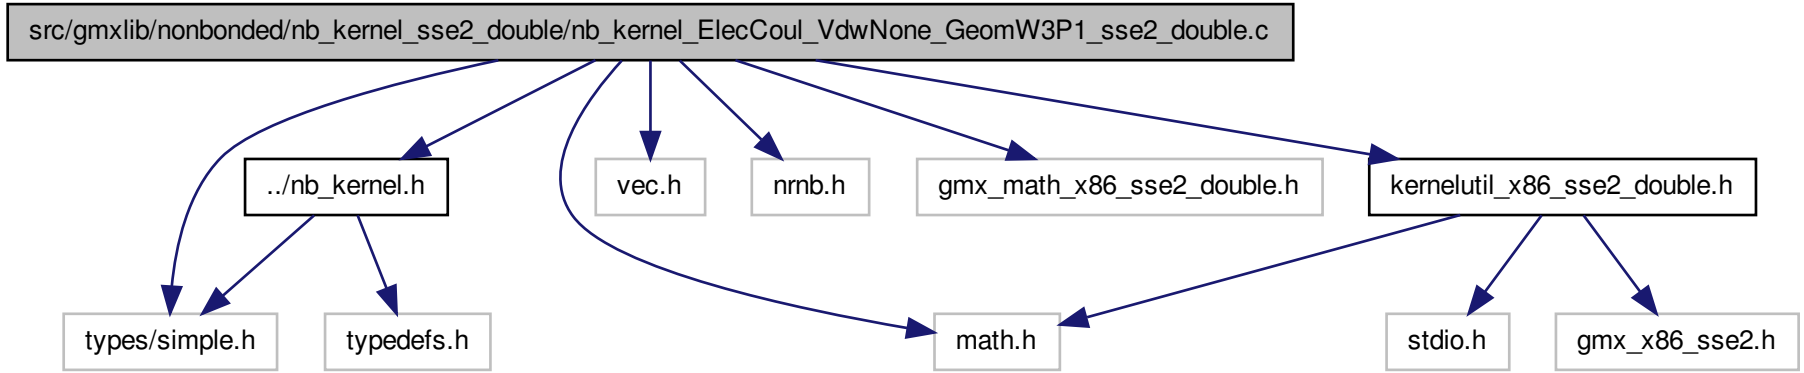 src/gmxlib/nonbonded/nb_kernel_sse2_double/nb_kernel_ElecCoul_VdwNone_GeomW3P1_sse2_double.c
../nb_kernel.h
vec.h
nrnb.h
gmx_math_x86_sse2_double.h
kernelutil_x86_sse2_double.h
types/simple.h
typedefs.h
math.h
stdio.h
gmx_x86_sse2.h